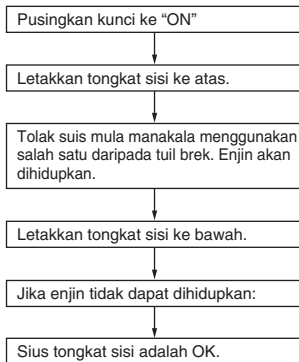 Pusingkan kunci ke “ON”
Letakkan tongkat sisi ke atas.
Tolak suis mula manakala menggunakan
salah satu daripada tuil brek. Enjin akan
dihidupkan.
Letakkan tongkat sisi ke bawah.
Jika enjin tidak dapat dihidupkan:
Sius tongkat sisi adalah OK.